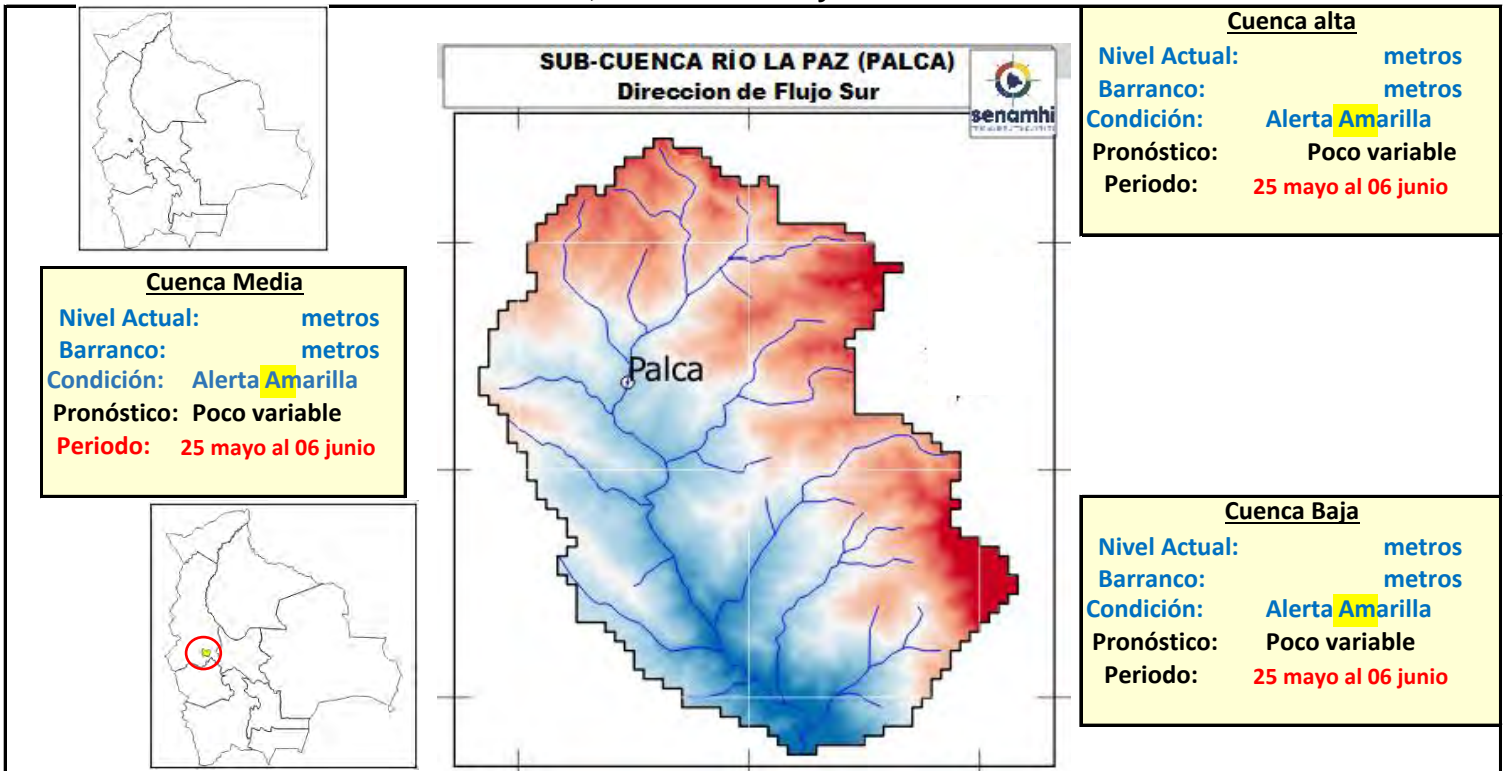 Cuenca alta
Nivel Actual: metros
Barranco: metros
Condición: Alerta Amarilla
Pronóstico: Poco variable
Periodo: 25 mayo al 06 junio
SUB-CUENCA RÍO LA PAZ (PALCA)
Direccion de Flujo Sur
senamhi
Cuenca Media
Nivel Actual: metros
Barranco: metros
Condición: Alerta Amarilla
Pronóstico: Poco variable
Periodo: 25 mayo al 06 junio
Palca
Cuenca Baja
Nivel Actual: metros
Barranco: metros
Condición: Alerta Amarilla
Pronóstico: Poco variable
Periodo: 25 mayo al 06 junio